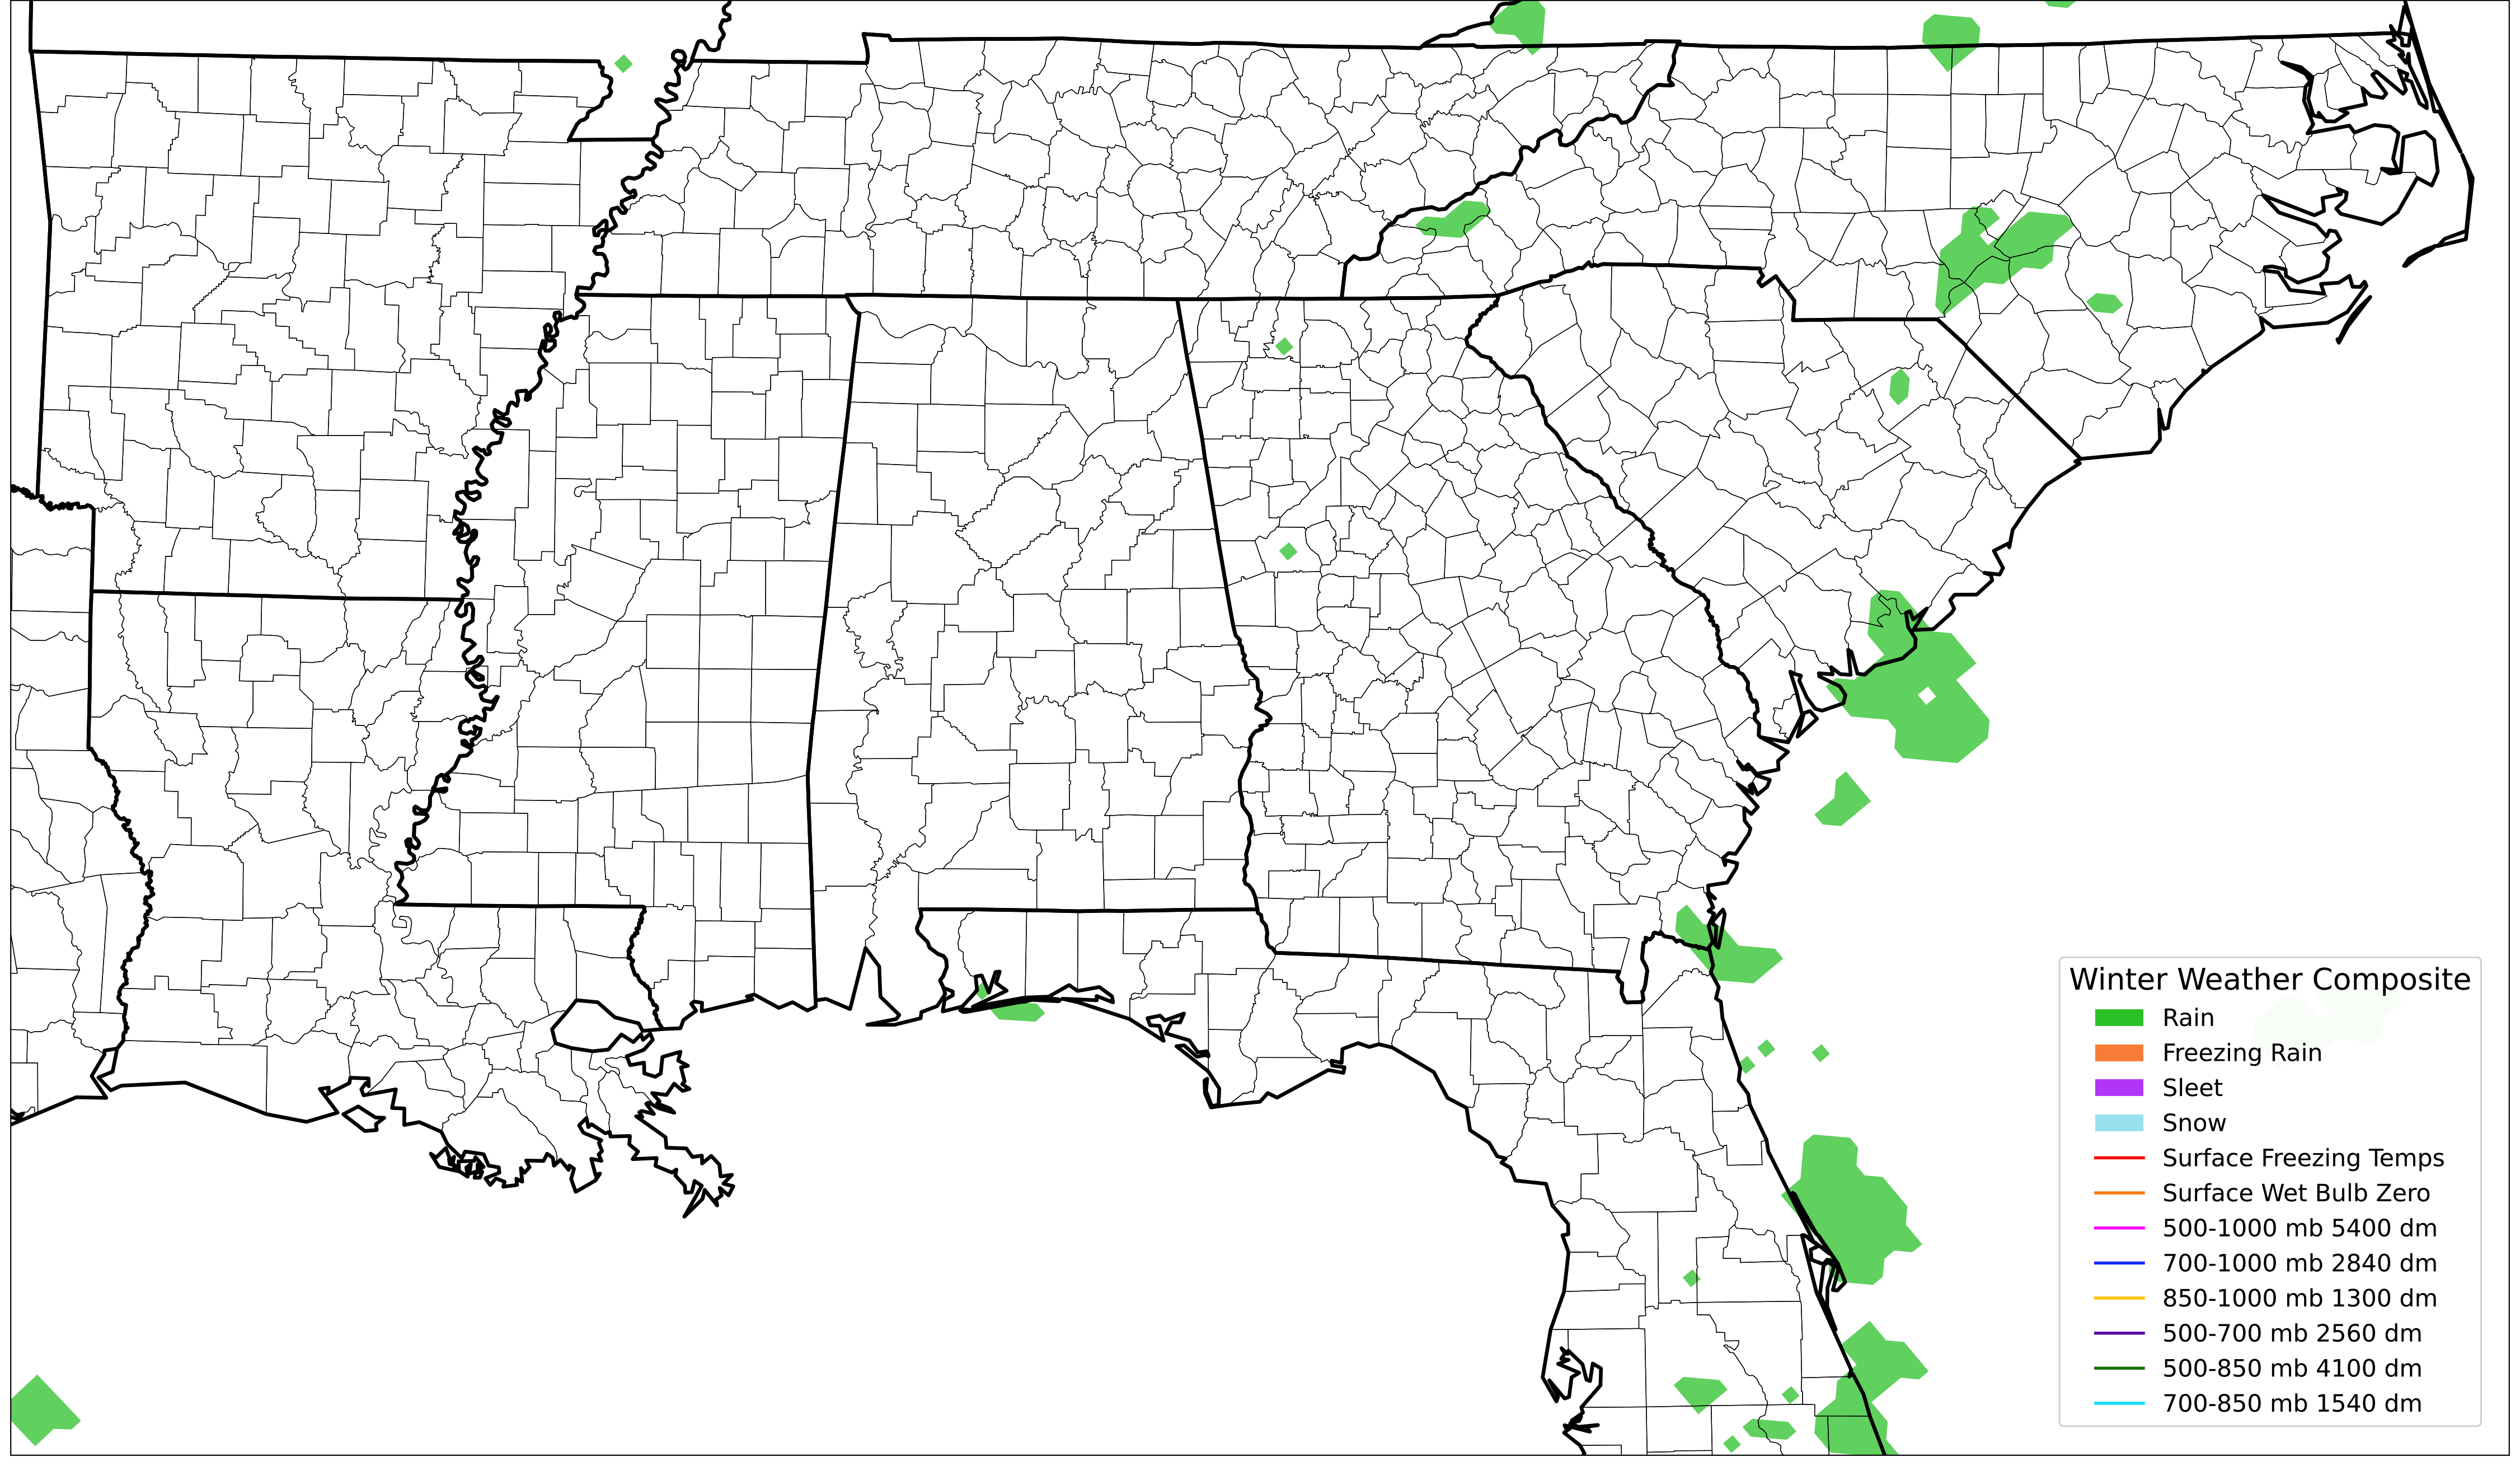 Winter Weather Composite
Rain
Freezing Rain
Sleet
Snow
Surface Freezing Temps
Surface Wet Bulb Zero
500-1000 mb 5400 dm
700-1000 mb 2840 dm
850-1000 mb 1300 dm
500-700 mb 2560 dm
500-850 mb 4100 dm
700-850 mb 1540 dm